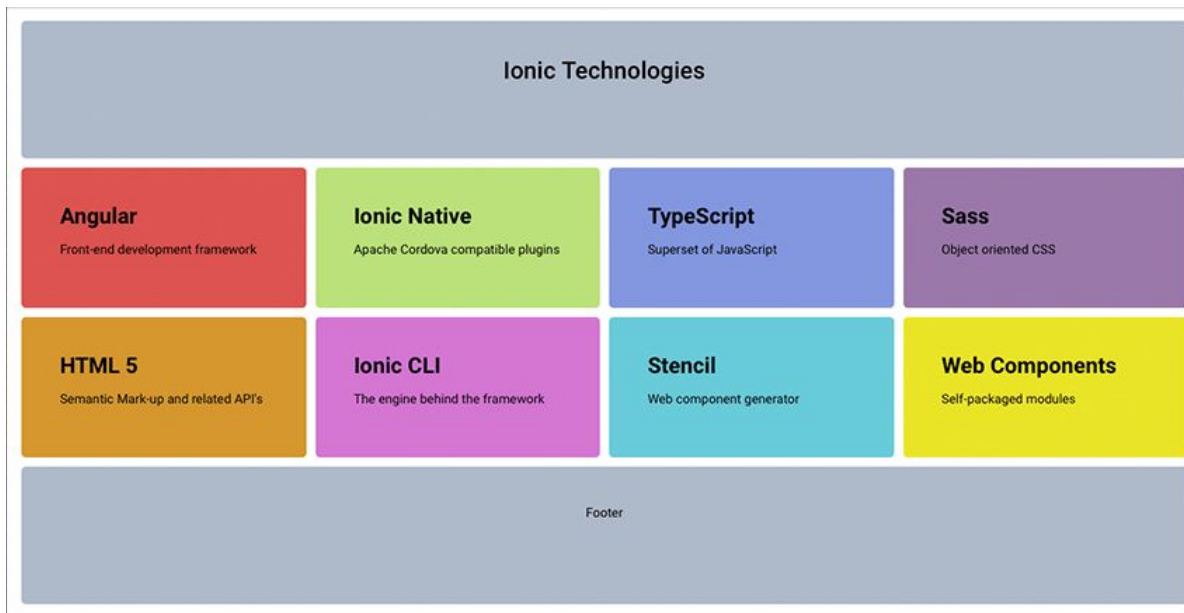 Ionic Technologies
Angular
Front-end development framework
Ionic Native
Apache Cordova compatible plugins
TypeScript
Superset of JavaScript
Sass
Object oriented CSS
HTML 5
Semantic Mark-up and related API's
Ionic CLI
The engine behind the framework
Stencil
Web component generator
Web Components
Self-packaged modules
Footer